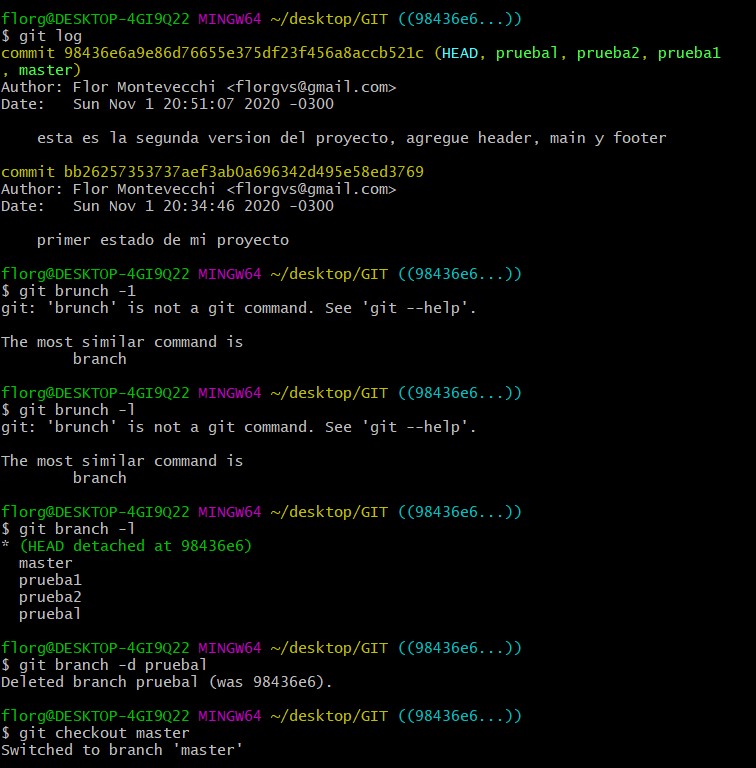 florg@DESKTOP-4GI9Q22 MINGW64 ~/desktop/GIT ((98436e6...))
$ git log
commit 98436e6a9e86d76655e375df23f456a8accb521c (HEAD, pruebal, prueba2, prueba1
, master)
Author: Flor Montevecchi <florgvs@gmail.com>
Date:   Sun Nov 1 20:51:07 2020 -0300

    esta es la segunda version del proyecto, agregue header, main y footer

commit bb26257353737aef3ab0a696342d495e58ed3769
Author: Flor Montevecchi <florgvs@gmail.com>
Date:   Sun Nov 1 20:34:46 2020 -0300

    primer estado de mi proyecto

florg@DESKTOP-4GI9Q22 MINGW64 ~/desktop/GIT ((98436e6...))
$ git brunch -1
git: 'brunch' is not a git command. See 'git --help'.

The most similar command is
        branch

florg@DESKTOP-4GI9Q22 MINGW64 ~/desktop/GIT ((98436e6...))
$ git brunch -l
git: 'brunch' is not a git command. See 'git --help'.

The most similar command is
        branch

florg@DESKTOP-4GI9Q22 MINGW64 ~/desktop/GIT ((98436e6...))
$ git branch -l
* (HEAD detached at 98436e6)
  master
  prueba1
  prueba2
  pruebal

florg@DESKTOP-4GI9Q22 MINGW64 ~/desktop/GIT ((98436e6...))
$ git branch -d pruebal
Deleted branch pruebal (was 98436e6).

florg@DESKTOP-4GI9Q22 MINGW64 ~/desktop/GIT ((98436e6...))
$ git checkout master
Switched to branch 'master'